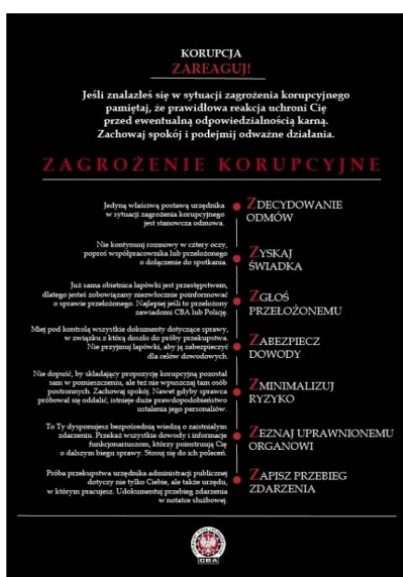 KORUPCJA
ZAREAGUJ!
Jeśli znalazłeś się w sytuacji zagrożenia korupcyjnego
pamiętaj, że prawidłowa reakcja uchroni Cię
przed ewentualną odpowiedzialnością karną.
Zachowaj spokój i podejmij odważne działania.
ZAGROŻENIE KORUPCYJNE
Jedyną właściwą postawą urzędnika
w sytuacji zagrożenia korupcyjnego
jest stanowcza odmowa.
ZDECYDOWANIE
ODMÓW
Nie kontynuuj rozmowy w cztery oczy,
poproś współpracownika lub przełożonego
o dołączenie do spotkania.
ZYSKAJ
ŚWIADKA
Już sama obietnica łapówki jest przestępstwem,
dlatego jesteś zobowiązany niezwłocznie poinformować
o sprawie przełożonego. Najlepiej jeśli to przełożony
zawiadomi CBA lub Policję.
ZGŁOŚ
PRZEŁOŻONEMU
Miej pod kontrolą wszystkie dokumenty dotyczące sprawy,
w związku z którą doszło do próby przekupstwa.
Nie przyjmuj łapówki, aby ją zabezpieczyć
dla celów dowodowych.
ZABEZPIECZ
DOWODY
Nie dopuść, by składający propozycję korupcyjną pozostał
sam w pomieszczeniu, ale też nie wpuszczaj tam osób
postronnych. Zachowaj spokój. Nawet gdyby sprawca
próbował się oddalić, istnieje duże prawdopodobieństwo
ustalenia jego personaliów.
ZMINIMALIZUJ
RYZYKO
To Ty dysponujesz bezpośrednią wiedzą o zaistniałym
zdarzeniu. Przekaż wszystkie dowody i informacje
funkcjonariuszom, którzy poinstruują Cię
o dalszym biegu sprawy. Stosuj się do ich poleceń.
ZEZNAJ UPRAWNIONEMU
ORGANOWI
Próba przekupstwa urzędnika administracji publicznej
dotyczy nie tylko Ciebie, ale także urzędu,
w którym pracujesz. Udokumentuj przebieg zdarzenia
w notatce służbowej.
ZAPISZ PRZEBIEG
ZDARZENIA
CBA